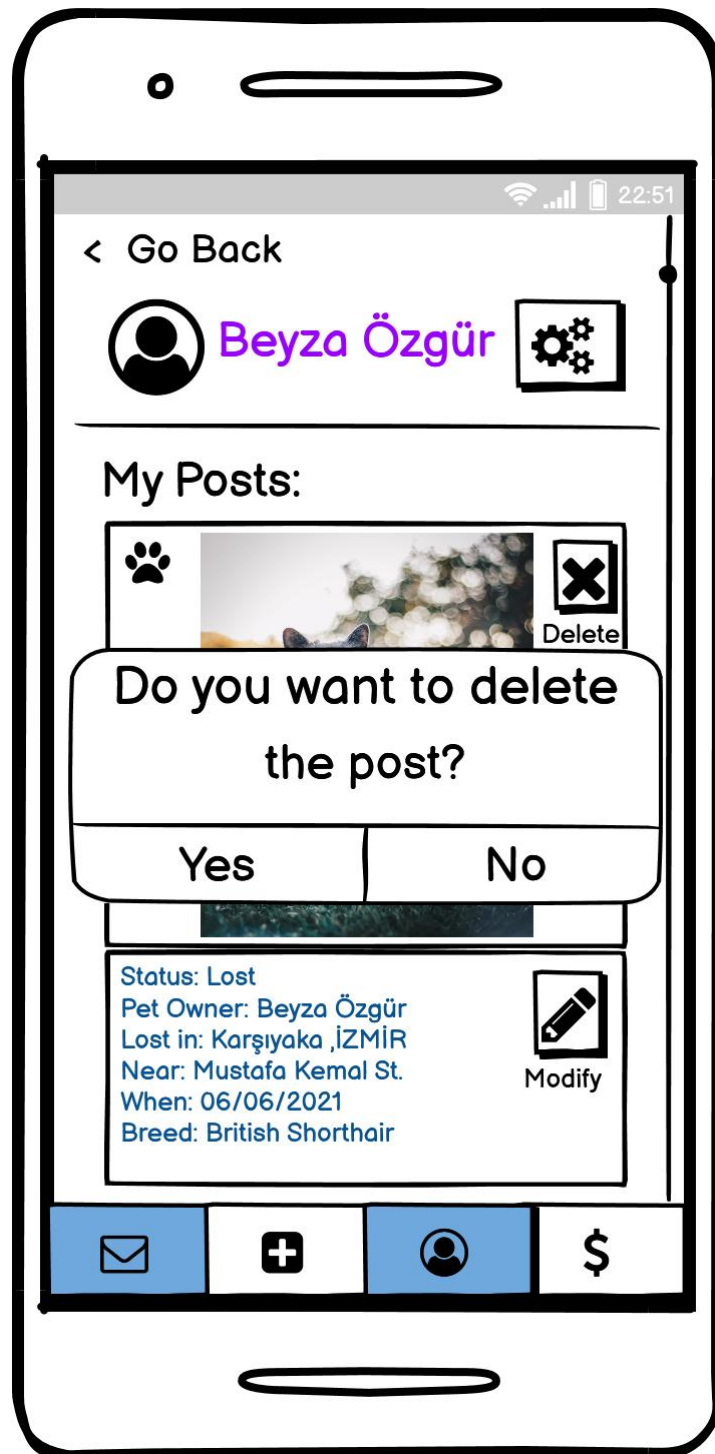 22:51
< Go Back
Beyza Özgür
My Posts:
Delete
Do you want to delete
the post?
Yes
No
Status: Lost
Pet Owner: Beyza Özgür
Lost in: Karşıyaka ,İZMİR
Near: Mustafa Kemal St.
When: 06/06/2021
Breed: British Shorthair
Modify
$